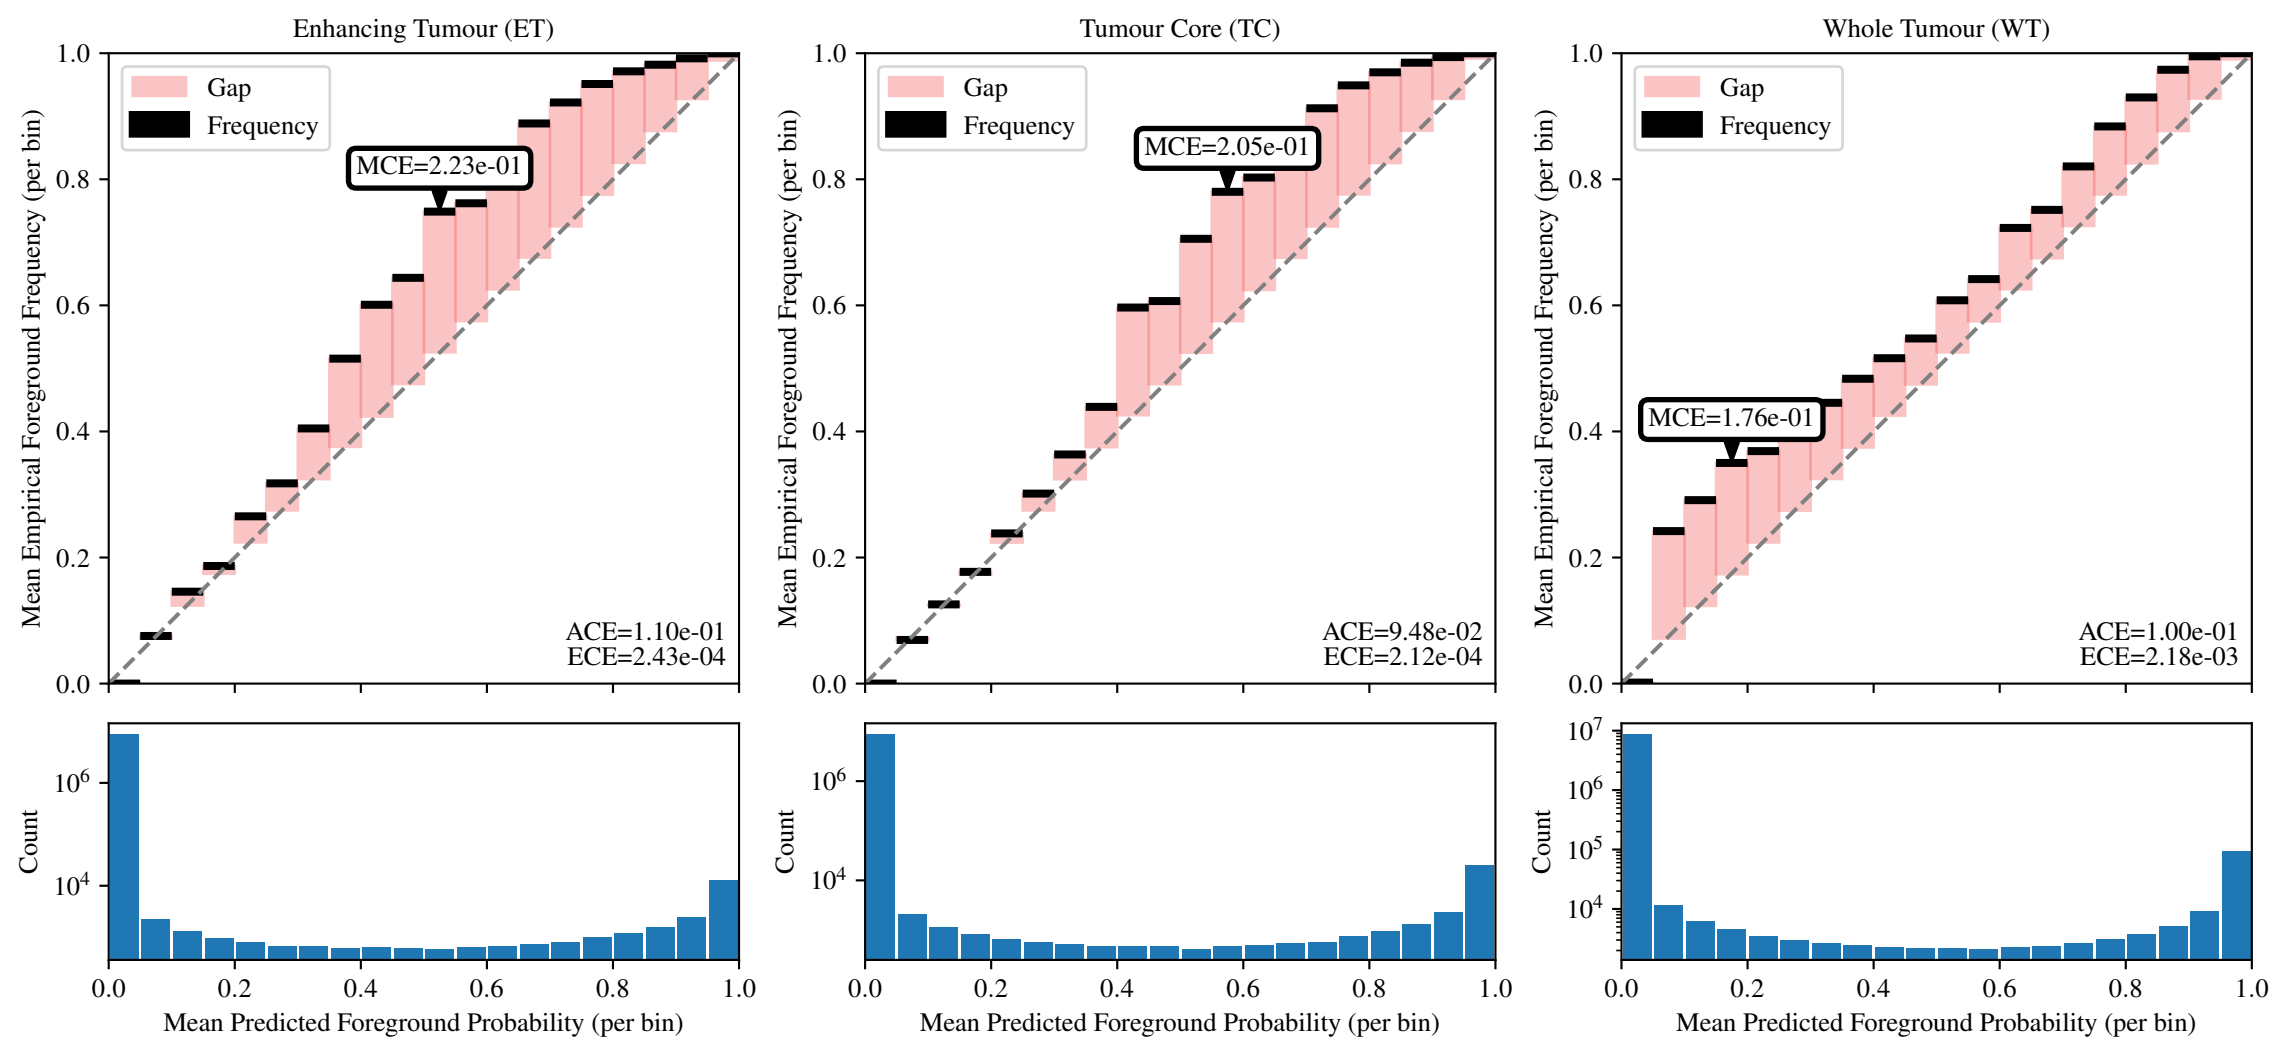 Enhancing Tumour (ET)
Mean Empirical Foreground Frequency (per bin)
1.0
0.8
0.6
0.4
0.2
0.0
Gap
Frequency
MCE=2.23e-01
ACE=1.10e-01
ECE=2.43e-04
Count
10^6
10^4
0.0 0.2 0.4 0.6 0.8 1.0
Mean Predicted Foreground Probability (per bin)
Tumour Core (TC)
Mean Empirical Foreground Frequency (per bin)
1.0
0.8
0.6
0.4
0.2
0.0
Gap
Frequency
MCE=2.05e-01
ACE=9.48e-02
ECE=2.12e-04
Count
10^6
10^4
0.0 0.2 0.4 0.6 0.8 1.0
Mean Predicted Foreground Probability (per bin)
Whole Tumour (WT)
Mean Empirical Foreground Frequency (per bin)
1.0
0.8
0.6
0.4
0.2
0.0
Gap
Frequency
MCE=1.76e-01
ACE=1.00e-01
ECE=2.18e-03
Count
10^7
10^6
10^5
10^4
0.0 0.2 0.4 0.6 0.8 1.0
Mean Predicted Foreground Probability (per bin)